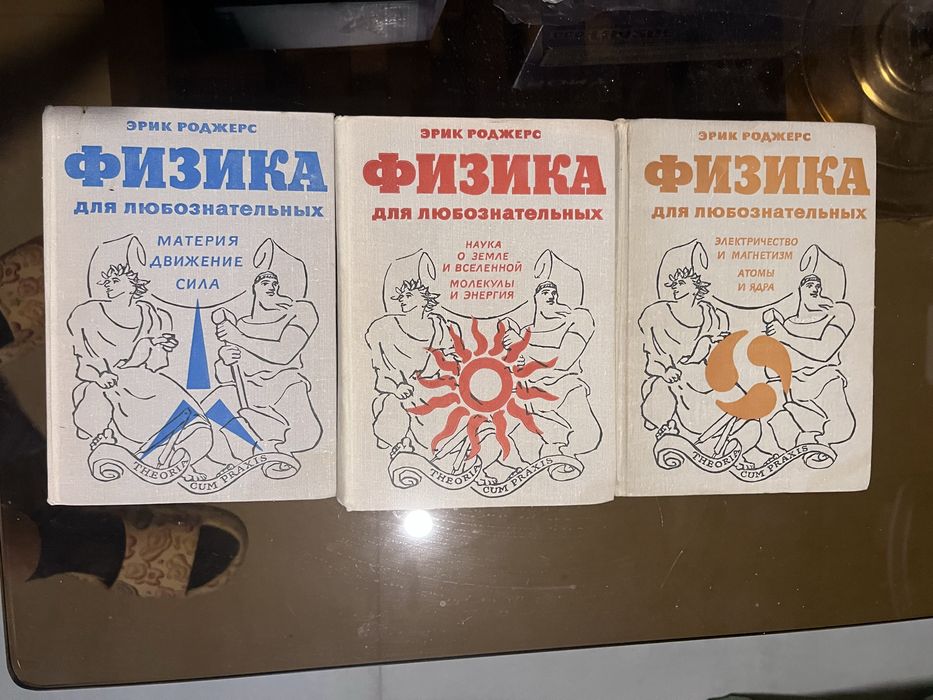 ЭРИК РОДЖЕРС
ФИЗИКА
для любознательных
МАТЕРИЯ
ДВИЖЕНИЕ
СИЛА
THEORIA
CUM PRAXIS
ЭРИК РОДЖЕРС
ФИЗИКА
для любознательных
НАУКА
О ЗЕМЛЕ
И ВСЕЛЕННОЙ
МОЛЕКУЛЫ
И ЭНЕРГИЯ
THEORIA
CUM PRAXIS
ЭРИК РОДЖЕРС
ФИЗИКА
для любознательных
ЭЛЕКТРИЧЕСТВО
И МАГНЕТИЗМ
АТОМЫ
И ЯДРА
THEORIA
CUM PRAXIS